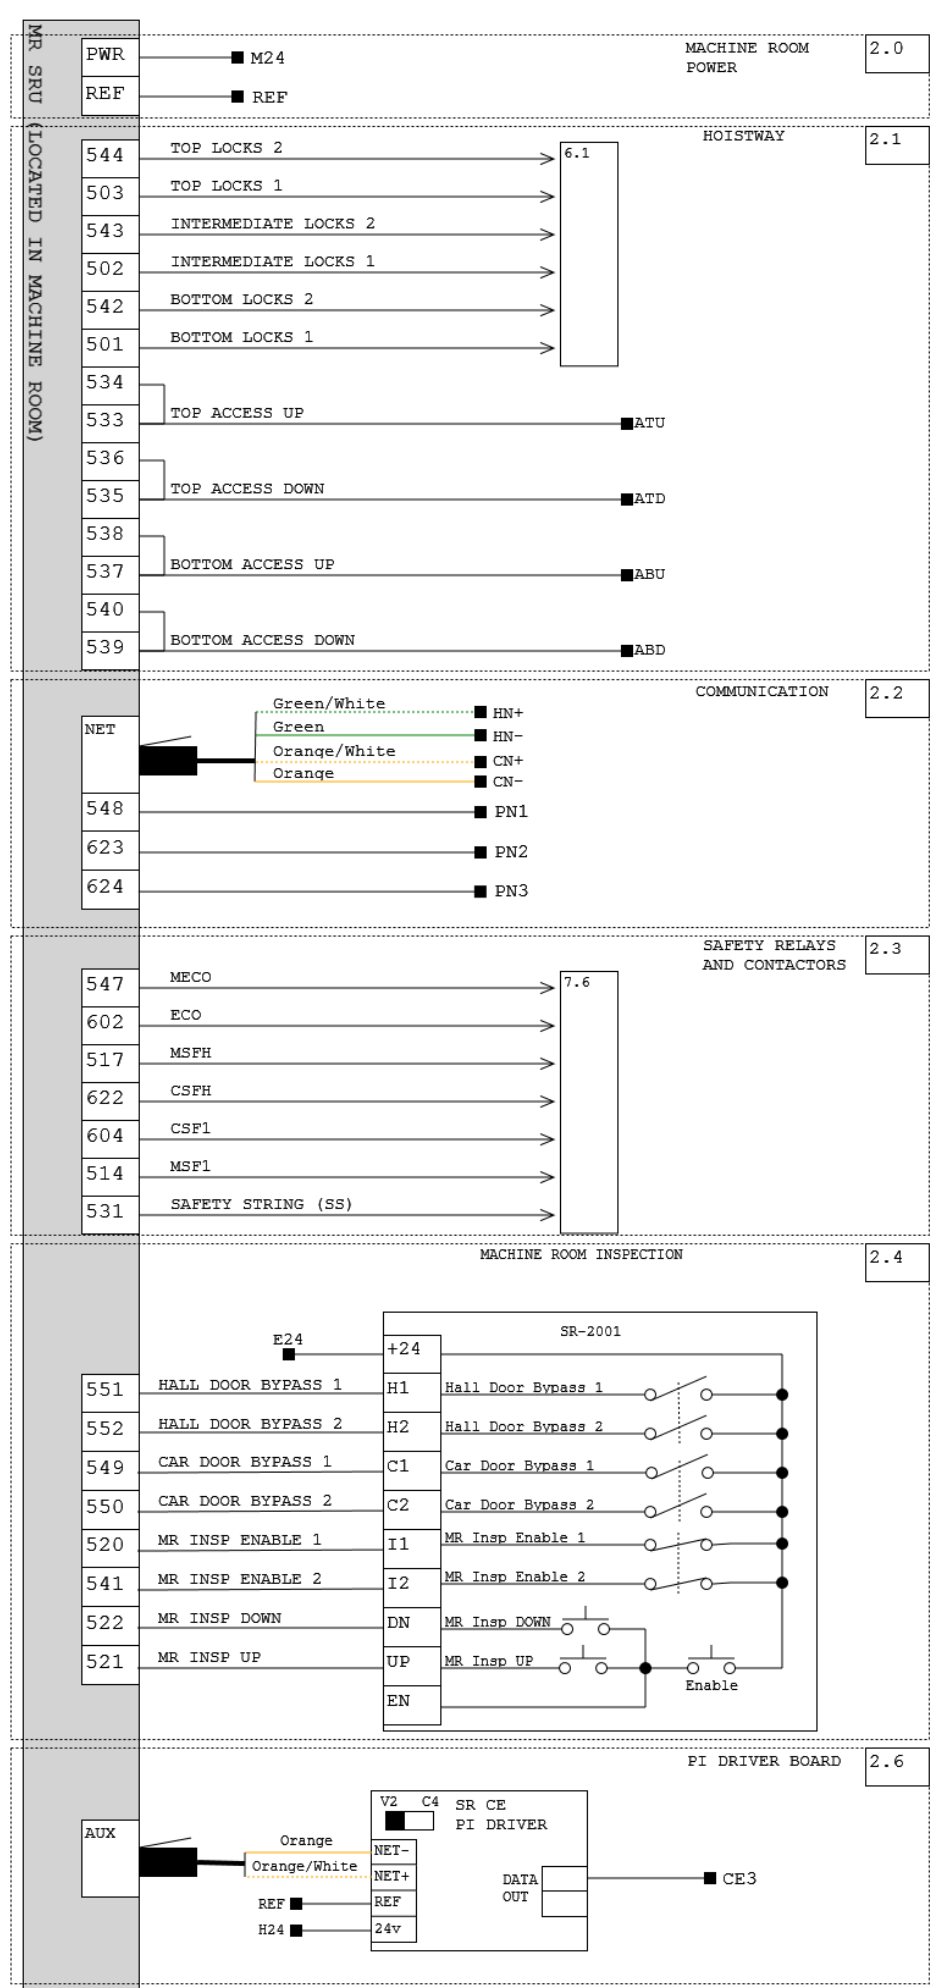 MR SRU (LOCATED IN MACHINE ROOM)
MACHINE ROOM
POWER
2.0
PWR
M24
REF
REF
HOISTWAY
2.1
544
TOP LOCKS 2
6.1
503
TOP LOCKS 1
543
INTERMEDIATE LOCKS 2
502
INTERMEDIATE LOCKS 1
542
BOTTOM LOCKS 2
501
BOTTOM LOCKS 1
534
533
TOP ACCESS UP
ATU
536
535
TOP ACCESS DOWN
ATD
538
537
BOTTOM ACCESS UP
ABU
540
539
BOTTOM ACCESS DOWN
ABD
COMMUNICATION
2.2
NET
Green/White
HN+
Green
HN-
Orange/White
CN+
Orange
CN-
548
PN1
623
PN2
624
PN3
SAFETY RELAYS
AND CONTACTORS
2.3
547
MECO
7.6
602
ECO
517
MSFH
622
CSFH
604
CSF1
514
MSF1
531
SAFETY STRING (SS)
MACHINE ROOM INSPECTION
2.4
SR-2001
E24
+24
551
HALL DOOR BYPASS 1
H1
Hall Door Bypass 1
552
HALL DOOR BYPASS 2
H2
Hall Door Bypass 2
549
CAR DOOR BYPASS 1
C1
Car Door Bypass 1
550
CAR DOOR BYPASS 2
C2
Car Door Bypass 2
520
MR INSP ENABLE 1
I1
MR Insp Enable 1
541
MR INSP ENABLE 2
I2
MR Insp Enable 2
522
MR INSP DOWN
DN
MR Insp DOWN
521
MR INSP UP
UP
MR Insp UP
Enable
EN
PI DRIVER BOARD
2.6
V2 C4
SR CE
PI DRIVER
AUX
Orange
NET-
Orange/White
NET+
REF
REF
H24
24v
DATA
OUT
CE3